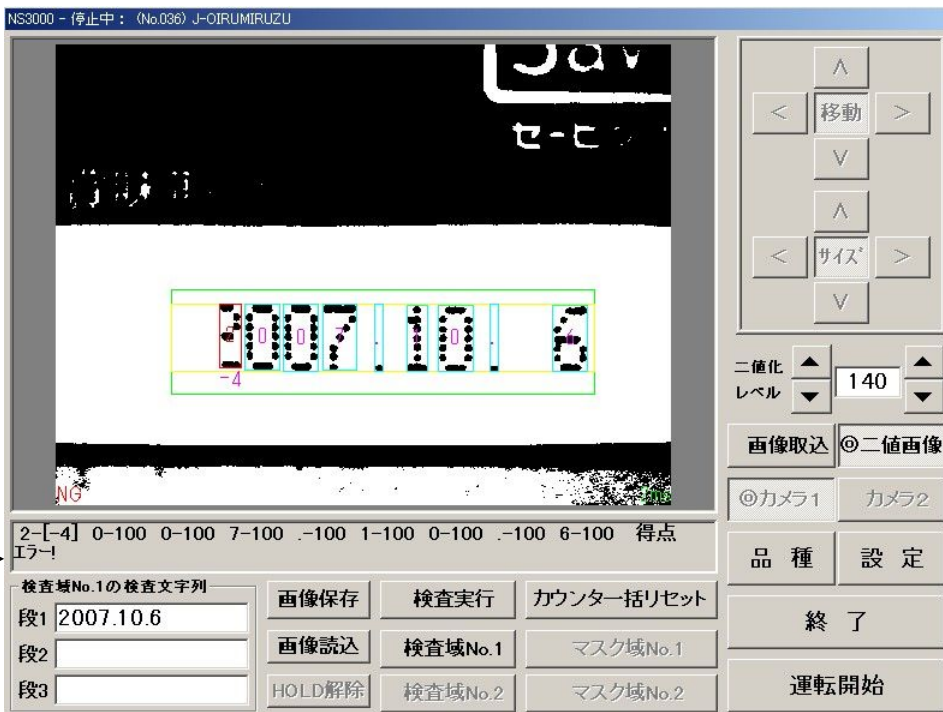 NS3000 - 停止中： (No.036) J-OIRUMIRUZU
セービン
2007.10.6
-4
NG
2-[-4] 0-100 0-100 7-100 .-100 1-100 0-100 .-100 6-100 得点
エラー!
検査域No.1の検査文字列
段1 2007.10.6
段2
段3
画像保存
検査実行
カウンター括リセット
画像読込
検査域No.1
マスク域No.1
HOLD解除
検査域No.2
マスク域No.2
∧
< 移動 >
∨
∧
< サイズ >
∨
二値化
レベル
140
画像取込
◎二値画像
◎カメラ1
カメラ2
品 種
設 定
終 了
運転開始